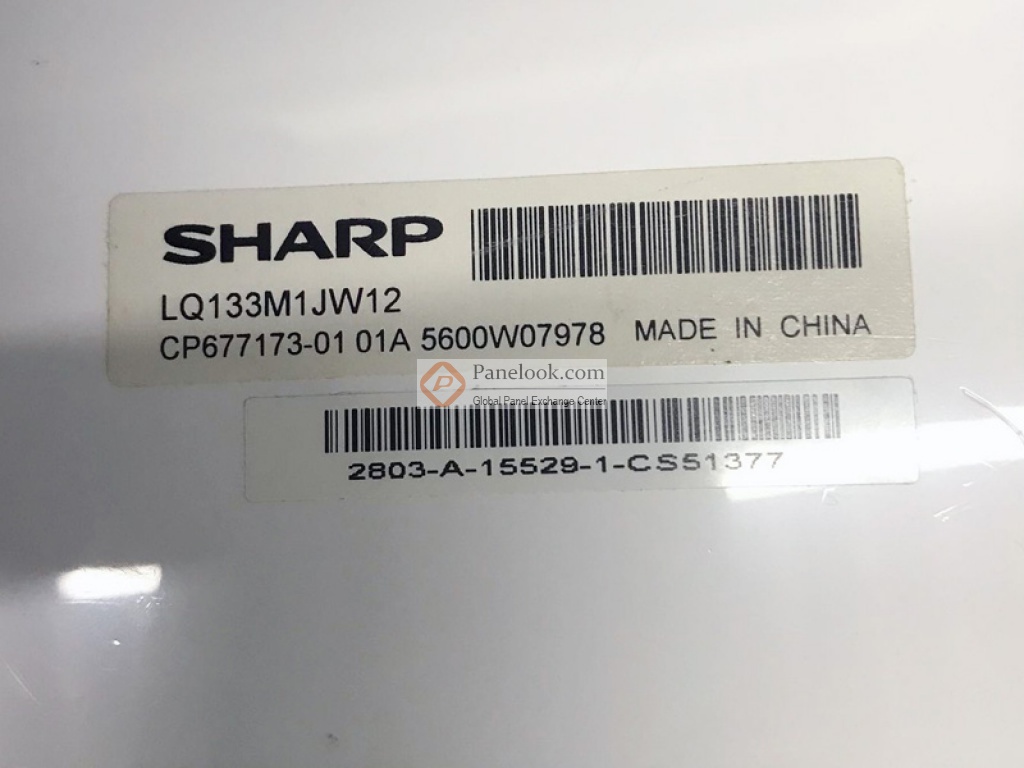 SHARP
LQ133M1JW12
CP677173-01 01A 5600W07978 MADE IN CHINA
Panelook.com
Global Panel Exchange Center
2803-A-15529-1-CS51377